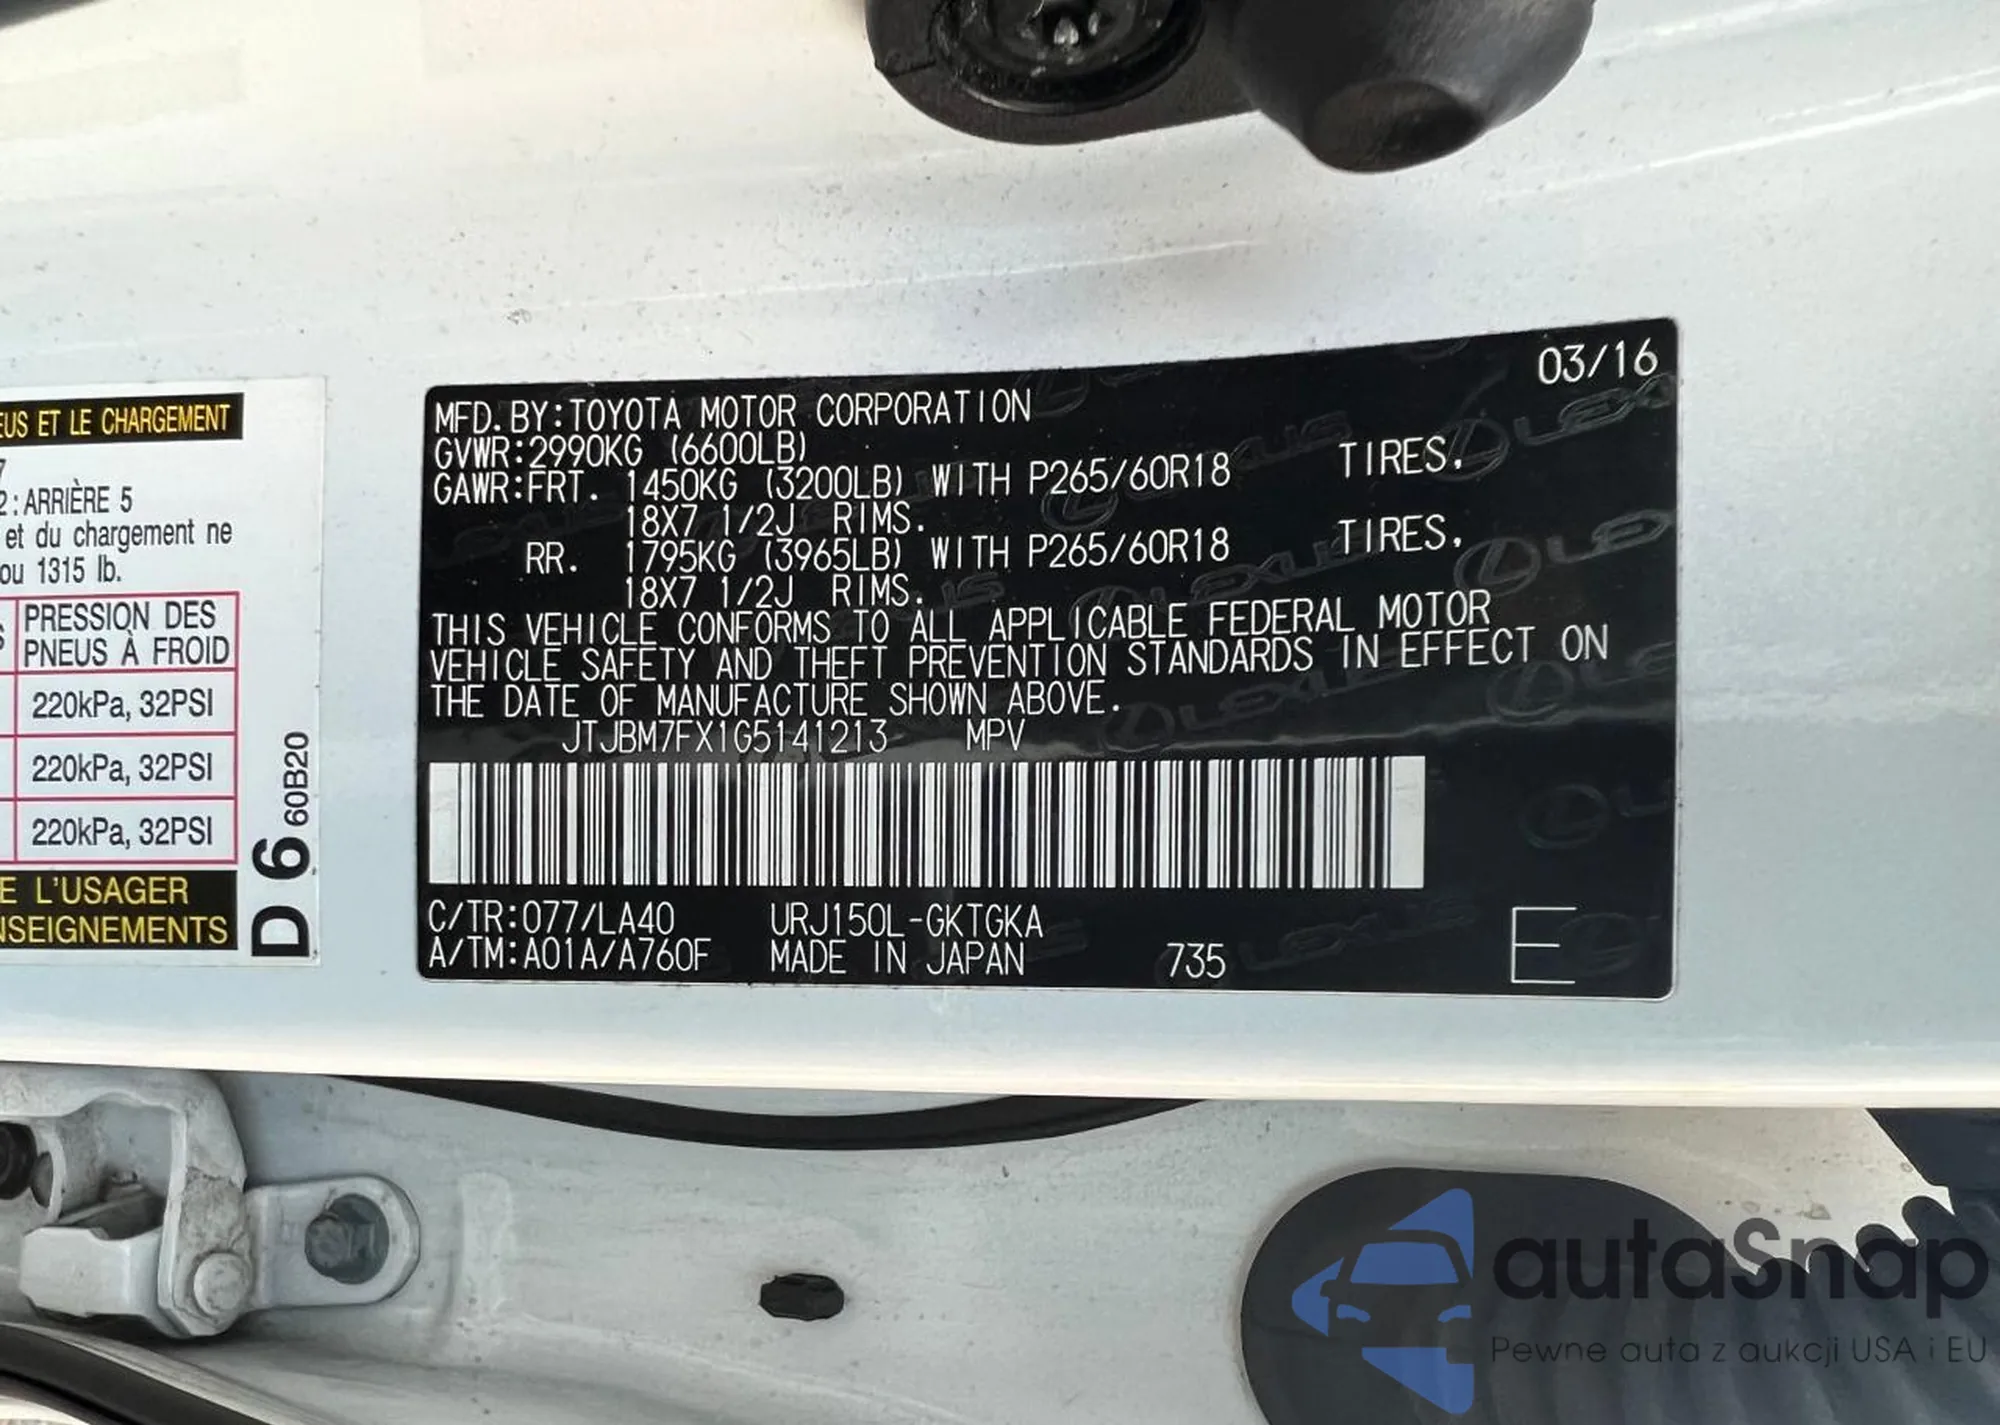 EUS ET LE CHARGEMENT
7
2 : ARRIÈRE 5
et du chargement ne
ou 1315 lb.
PRESSION DES
PNEUS À FROID
220kPa, 32PSI
220kPa, 32PSI
220kPa, 32PSI
E L'USAGER
NSEIGNEMENTS
D 6 60B20
03/16
MFD. BY:TOYOTA MOTOR CORPORATION
GVWR:2990KG (6600LB)
GAWR:FRT. 1450KG (3200LB) WITH P265/60R18 TIRES.
18X7 1/2J RIMS.
RR. 1795KG (3965LB) WITH P265/60R18 TIRES.
18X7 1/2J RIMS.
THIS VEHICLE CONFORMS TO ALL APPLICABLE FEDERAL MOTOR
VEHICLE SAFETY AND THEFT PREVENTION STANDARDS IN EFFECT ON
THE DATE OF MANUFACTURE SHOWN ABOVE.
JTJBM7FX1G5141213 MPV
C/TR:077/LA40 URJ150L-GKTGKA
A/TM:A01A/A760F MADE IN JAPAN 735 E
autaSnap
Pewne auta z aukcji USA i EU